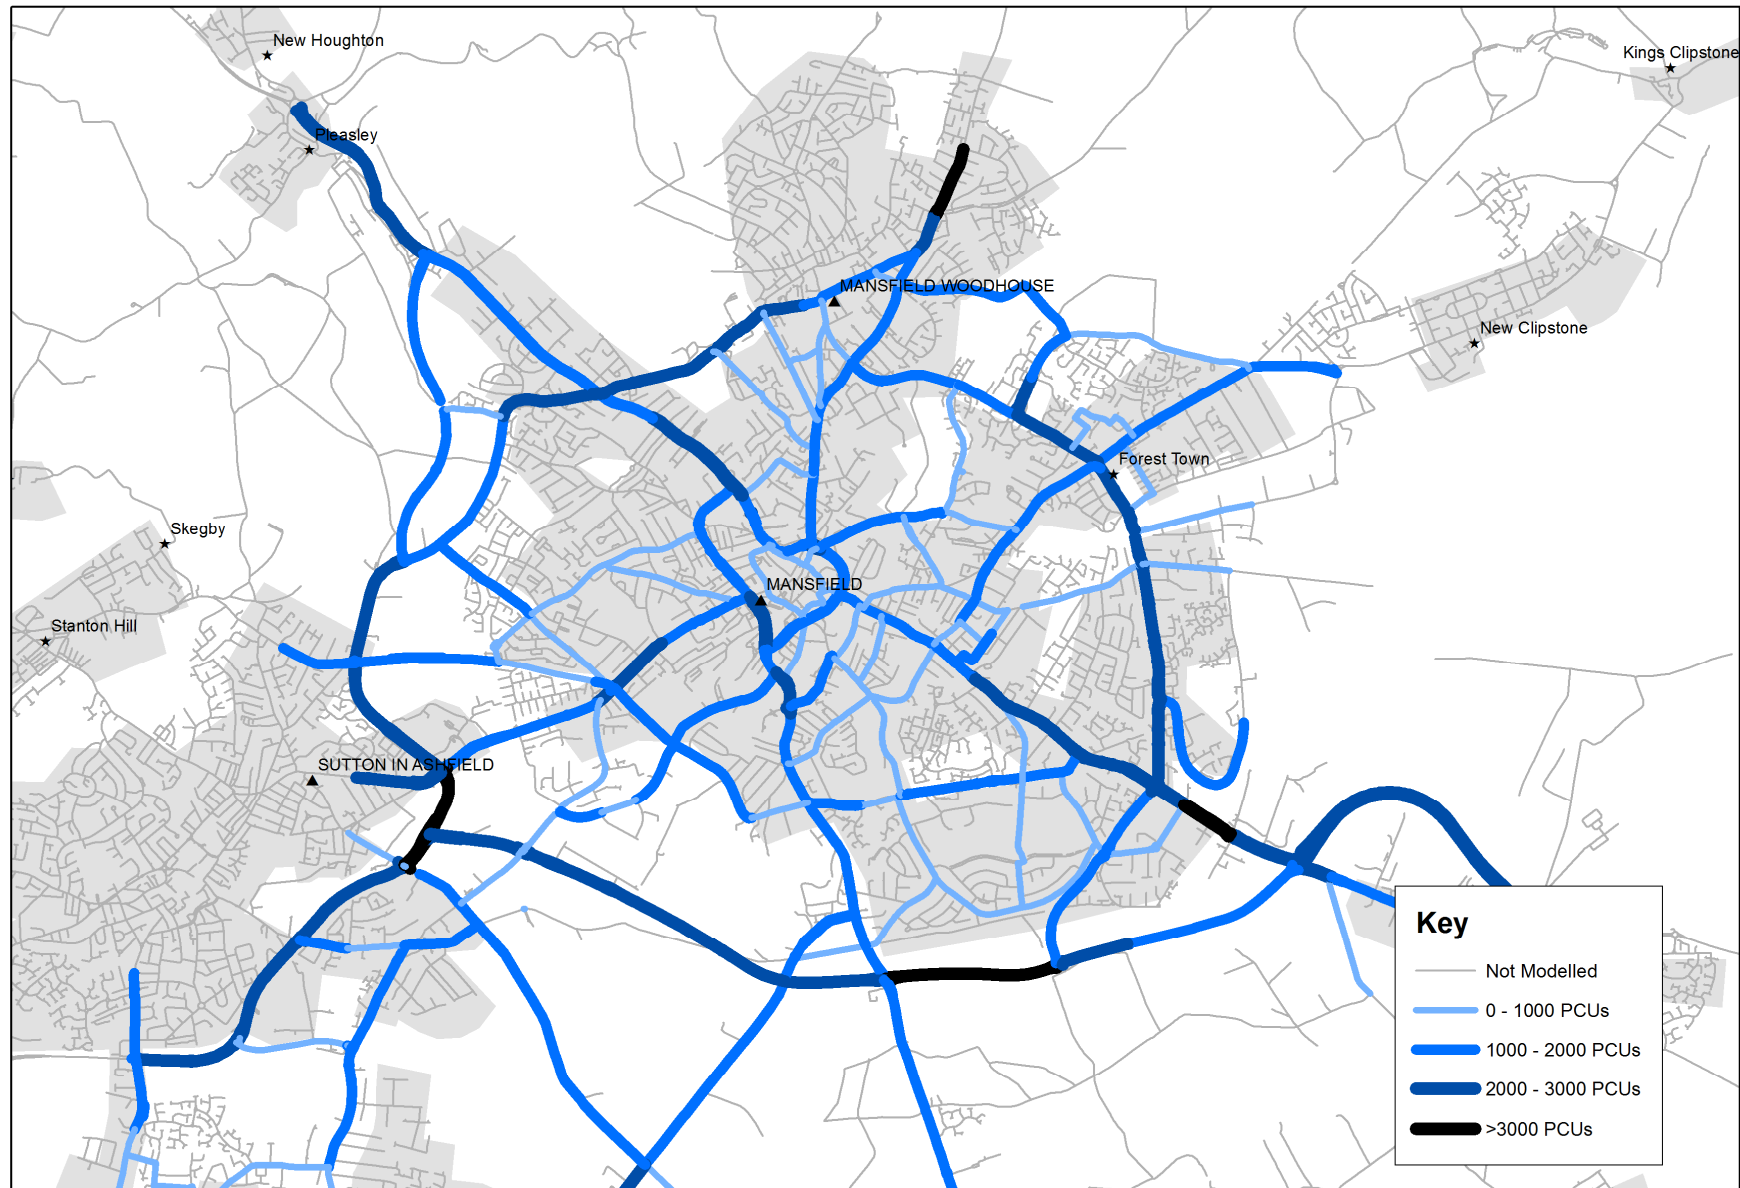 New Houghton
Kings Clipstone
Pleasley
MANSFIELD WOODHOUSE
New Clipstone
Forest Town
Skegby
MANSFIELD
Stanton Hill
SUTTON IN ASHFIELD
Key
Not Modelled
0 - 1000 PCUs
1000 - 2000 PCUs
2000 - 3000 PCUs
>3000 PCUs